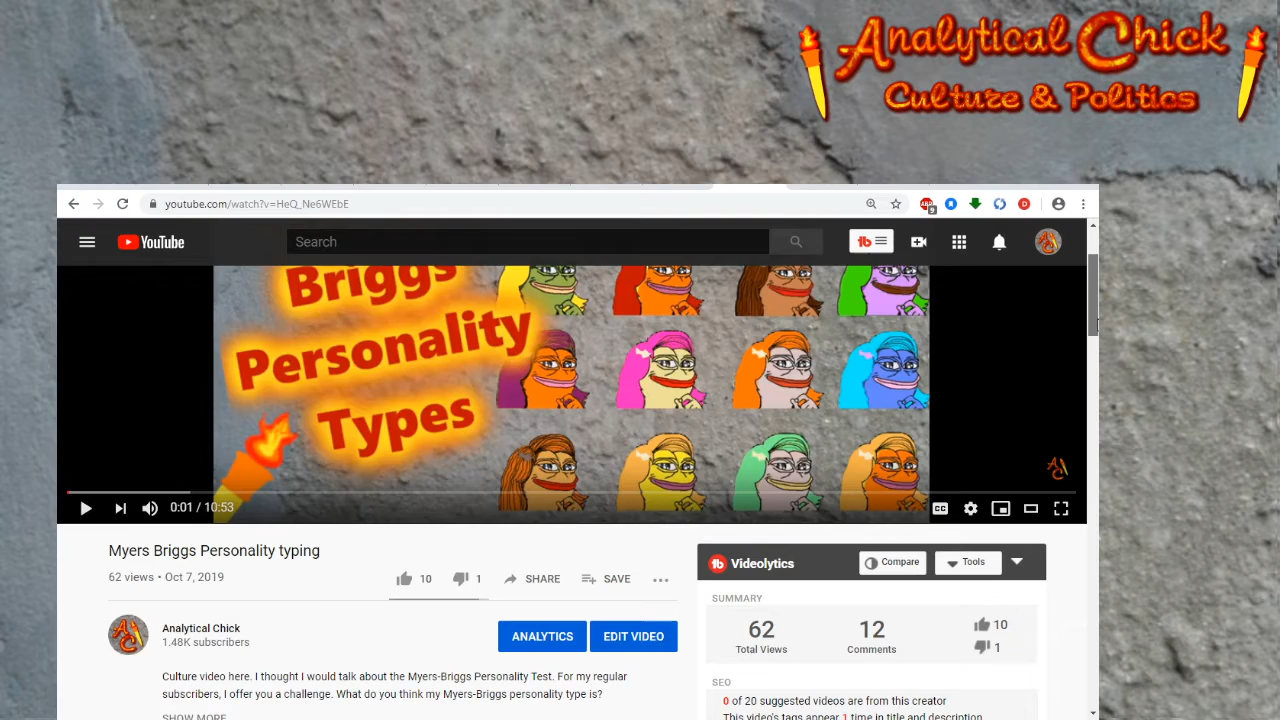 Analytical Chick
Culture & Politics
youtube.com/watch?v=HeQ_Ne6WEbE
9
D
YouTube
Search
tb
Briggs
Personality
Types
AC
0:01 / 10:53
CC
Myers Briggs Personality typing
62 views • Oct 7, 2019
10
1
SHARE
SAVE
Analytical Chick
1.48K subscribers
ANALYTICS
EDIT VIDEO
Culture video here. I thought I would talk about the Myers-Briggs Personality Test. For my regular
subscribers, I offer you a challenge. What do you think my Myers-Briggs personality type is?
SHOW MORE
tb Videolytics
Compare
Tools
SUMMARY
62
Total Views
12
Comments
10
1
SEO
0 of 20 suggested videos are from this creator
This video's tags appear 1 time in title and description